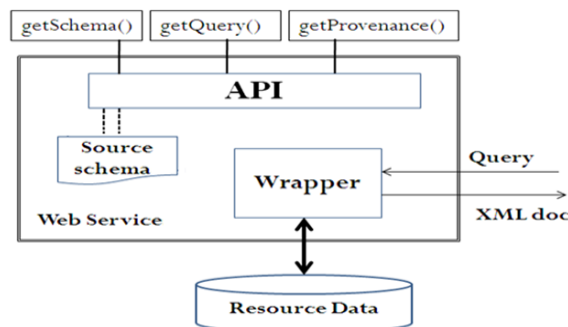 getSchema()
getQuery()
getProvenance()
API
Source
schema
Wrapper
Query
XML doc
Web Service
Resource Data